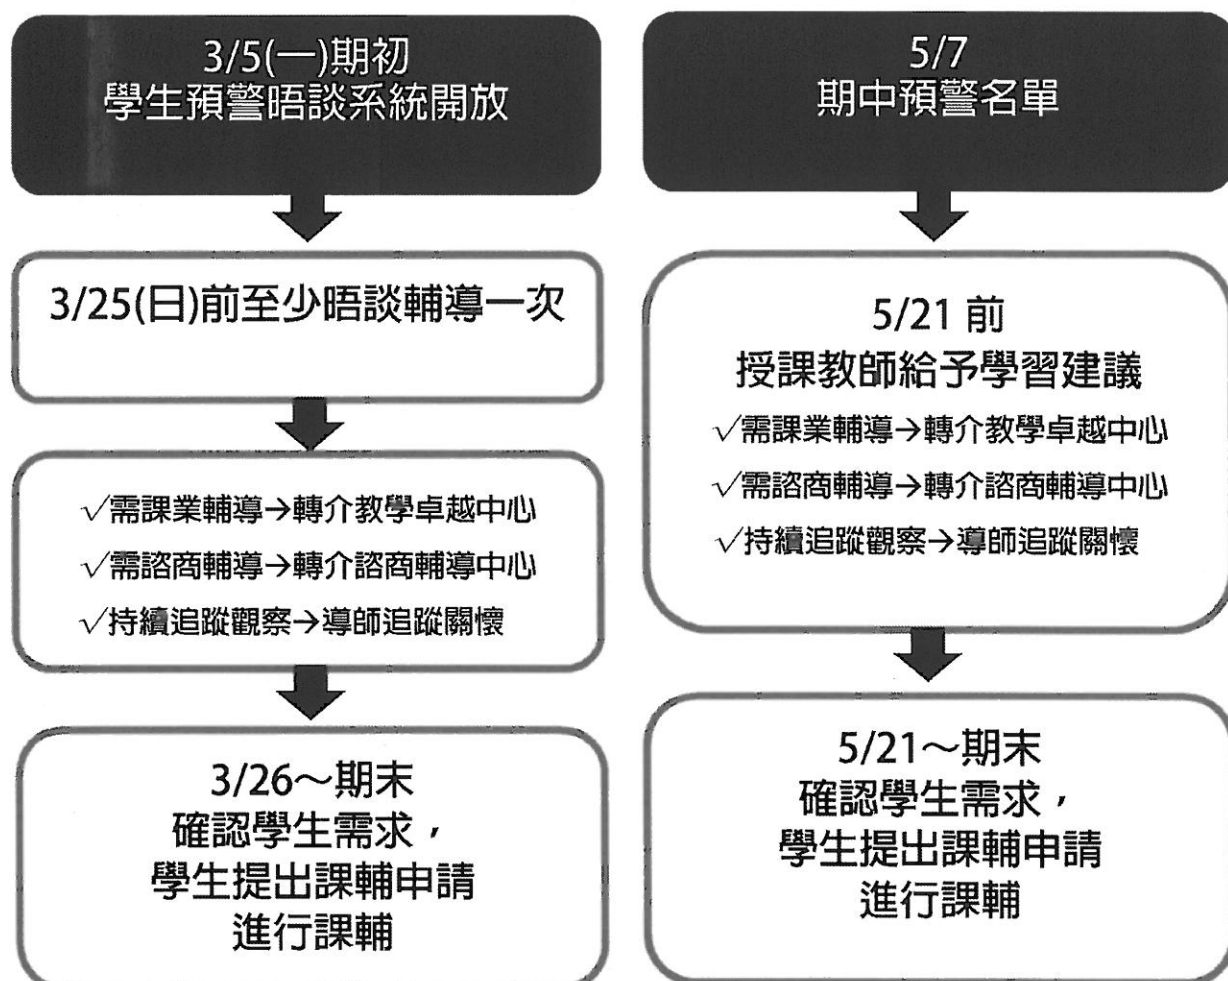 3/5(一)期初
學生預警晤談系統開放
3/25(日)前至少晤談輔導一次
√需課業輔導→轉介教學卓越中心
√需諮商輔導→轉介諮商輔導中心
√持續追蹤觀察→導師追蹤關懷
3/26～期末
確認學生需求，
學生提出課輔申請
進行課輔
5/7
期中預警名單
5/21 前
授課教師給予學習建議
√需課業輔導→轉介教學卓越中心
√需諮商輔導→轉介諮商輔導中心
√持續追蹤觀察→導師追蹤關懷
5/21～期末
確認學生需求，
學生提出課輔申請
進行課輔